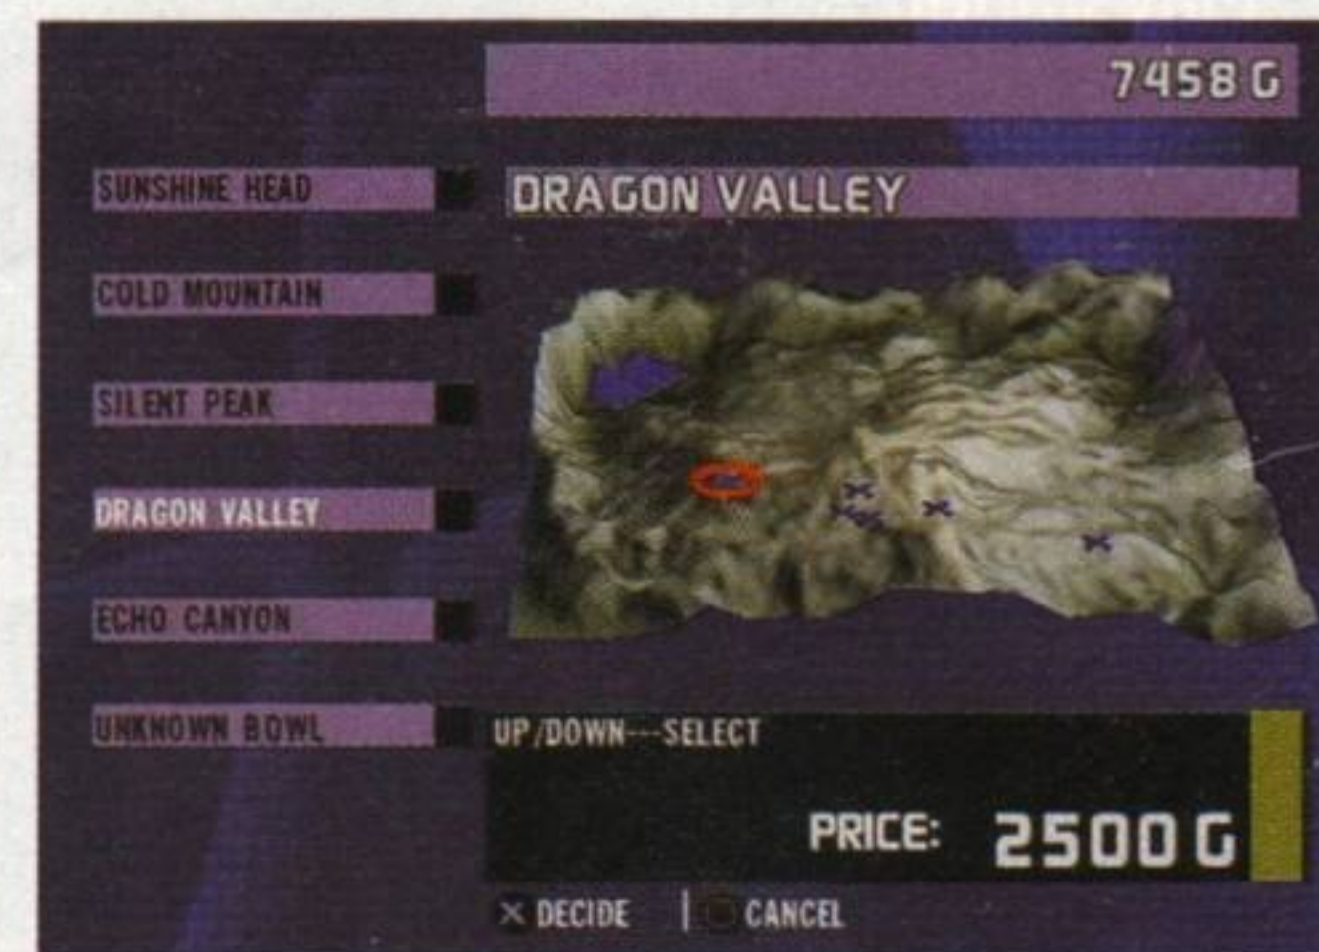 7458 G
SUNSHINE HEAD
DRAGON VALLEY
COLD MOUNTAIN
SILENT PEAK
DRAGON VALLEY
ECHO CANYON
UNKNOWN BOWL
UP/DOWN---SELECT
PRICE: 2500 G
DECIDE | CANCEL